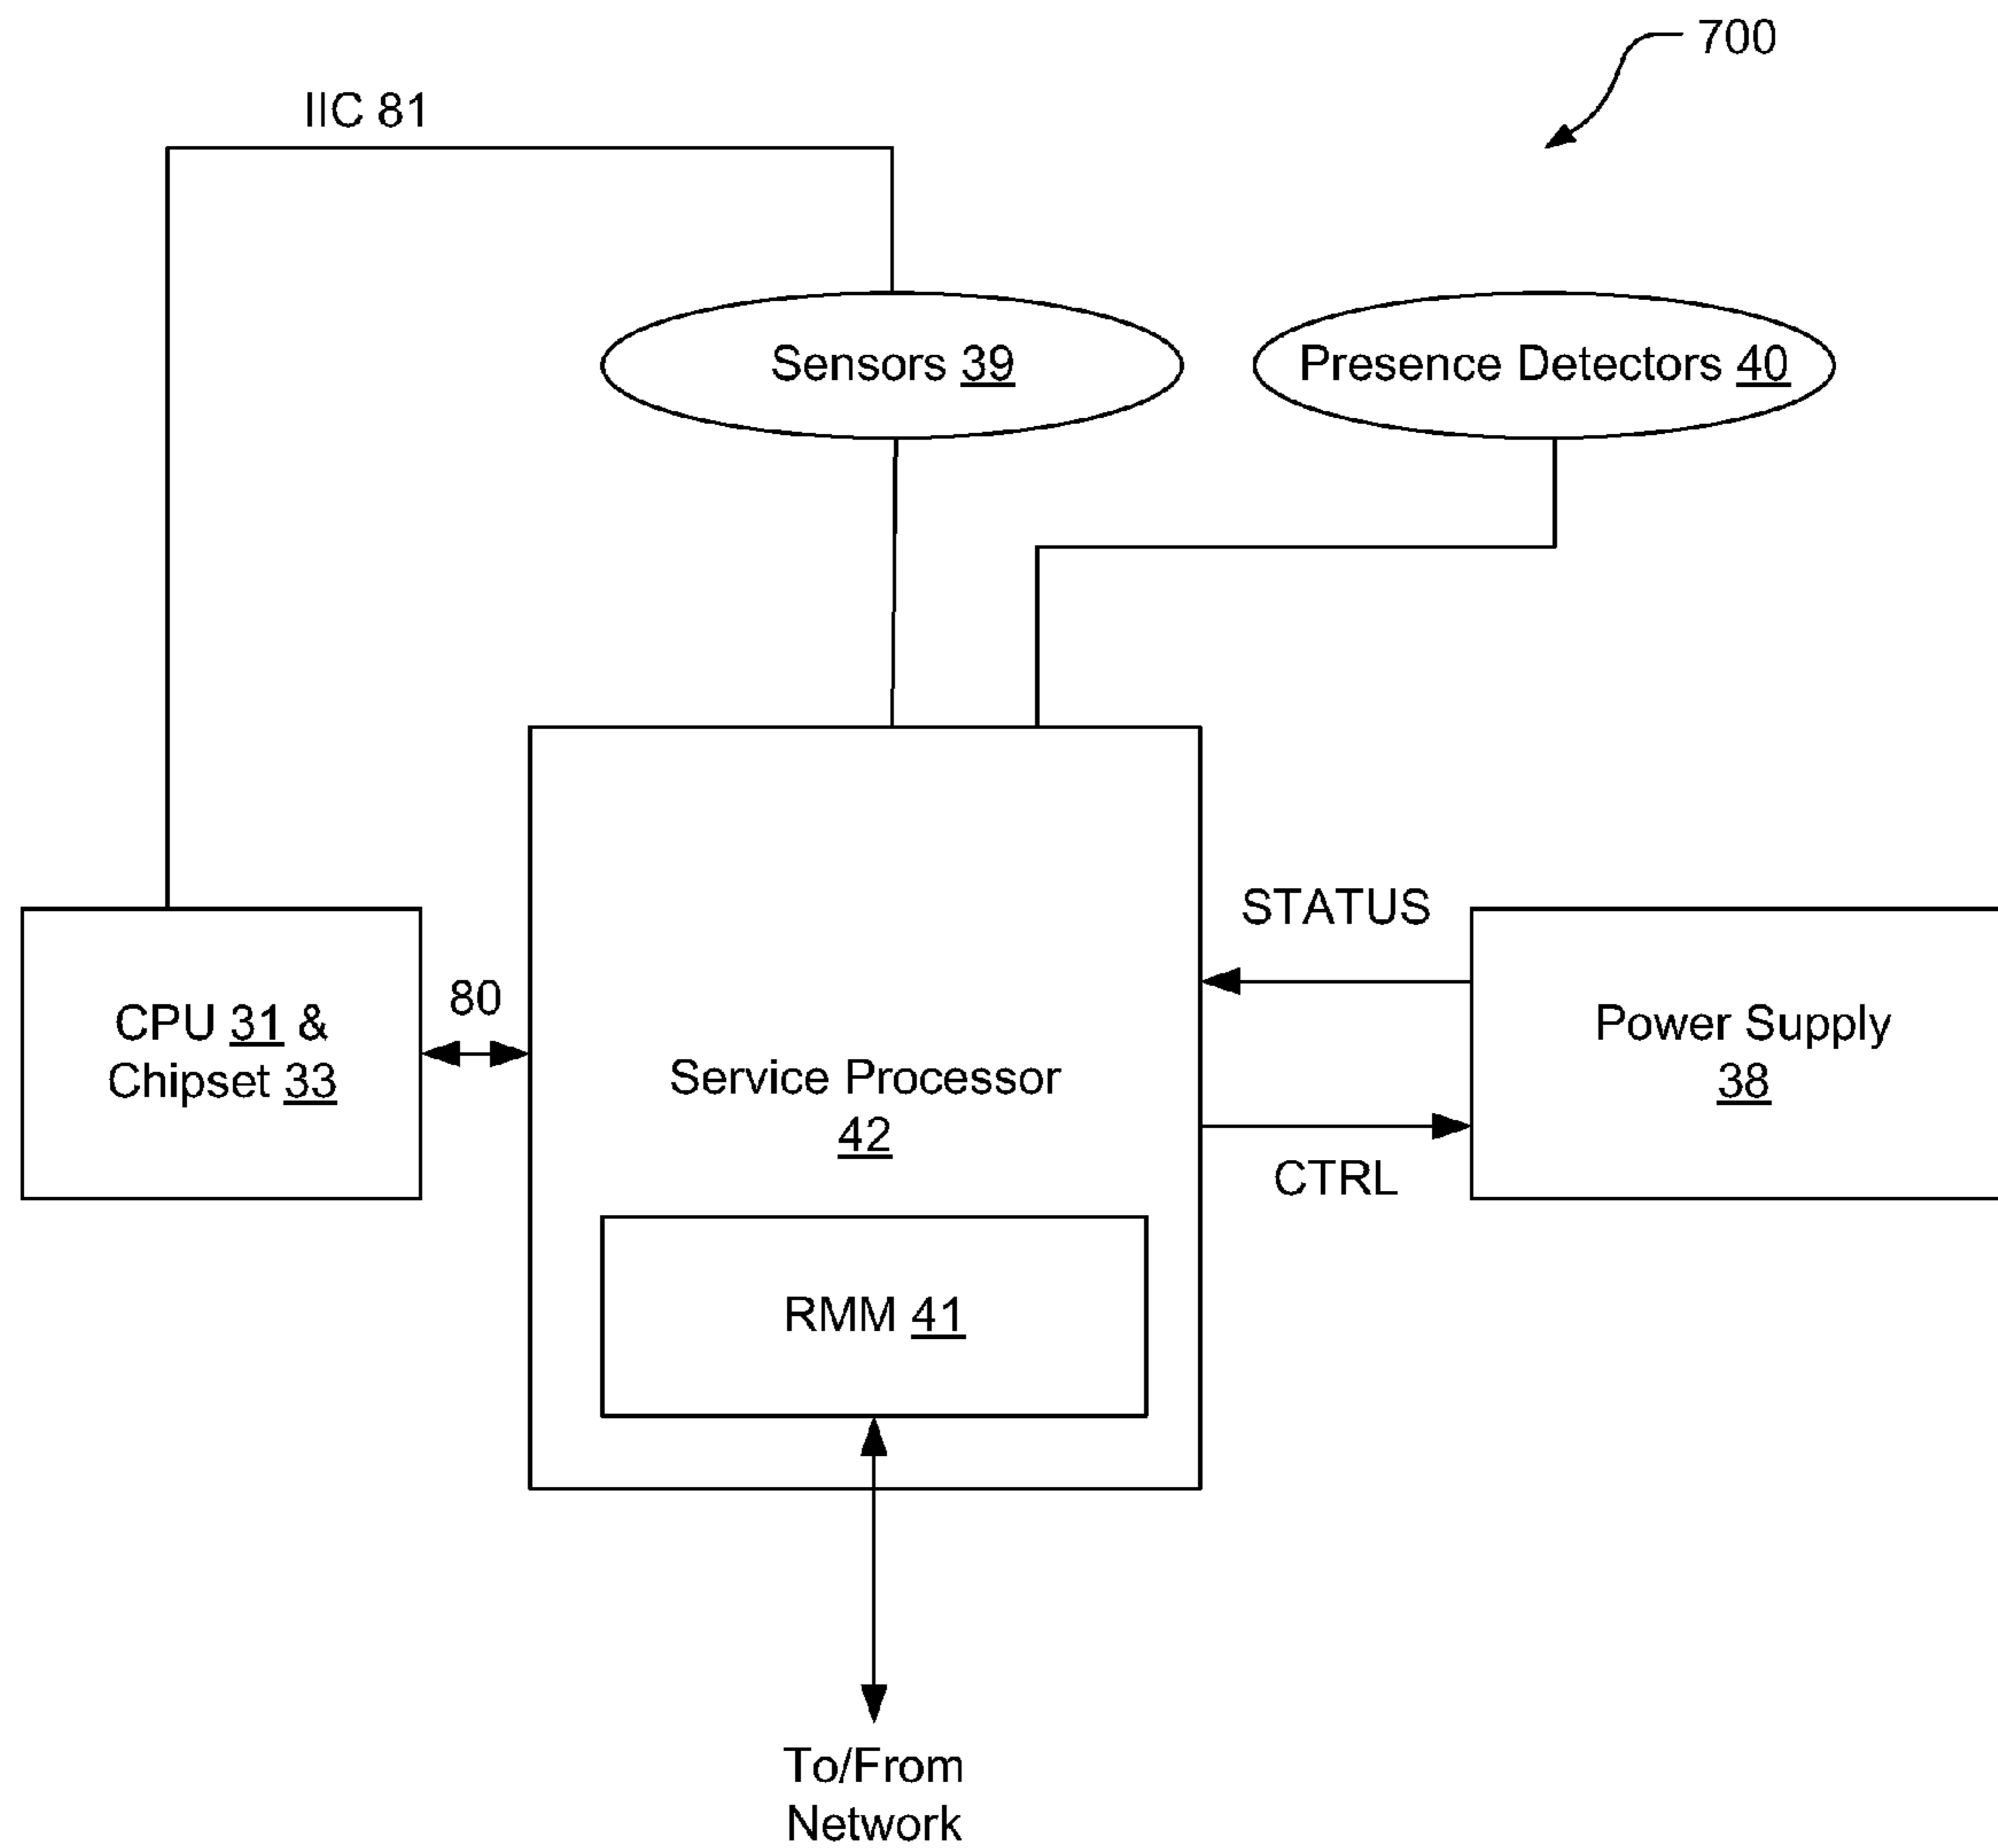 700
IIC 81
Sensors 39
Presence Detectors 40
STATUS
CPU 31 &
Chipset 33
80
Service Processor
42
Power Supply
38
CTRL
RMM 41
To/From
Network